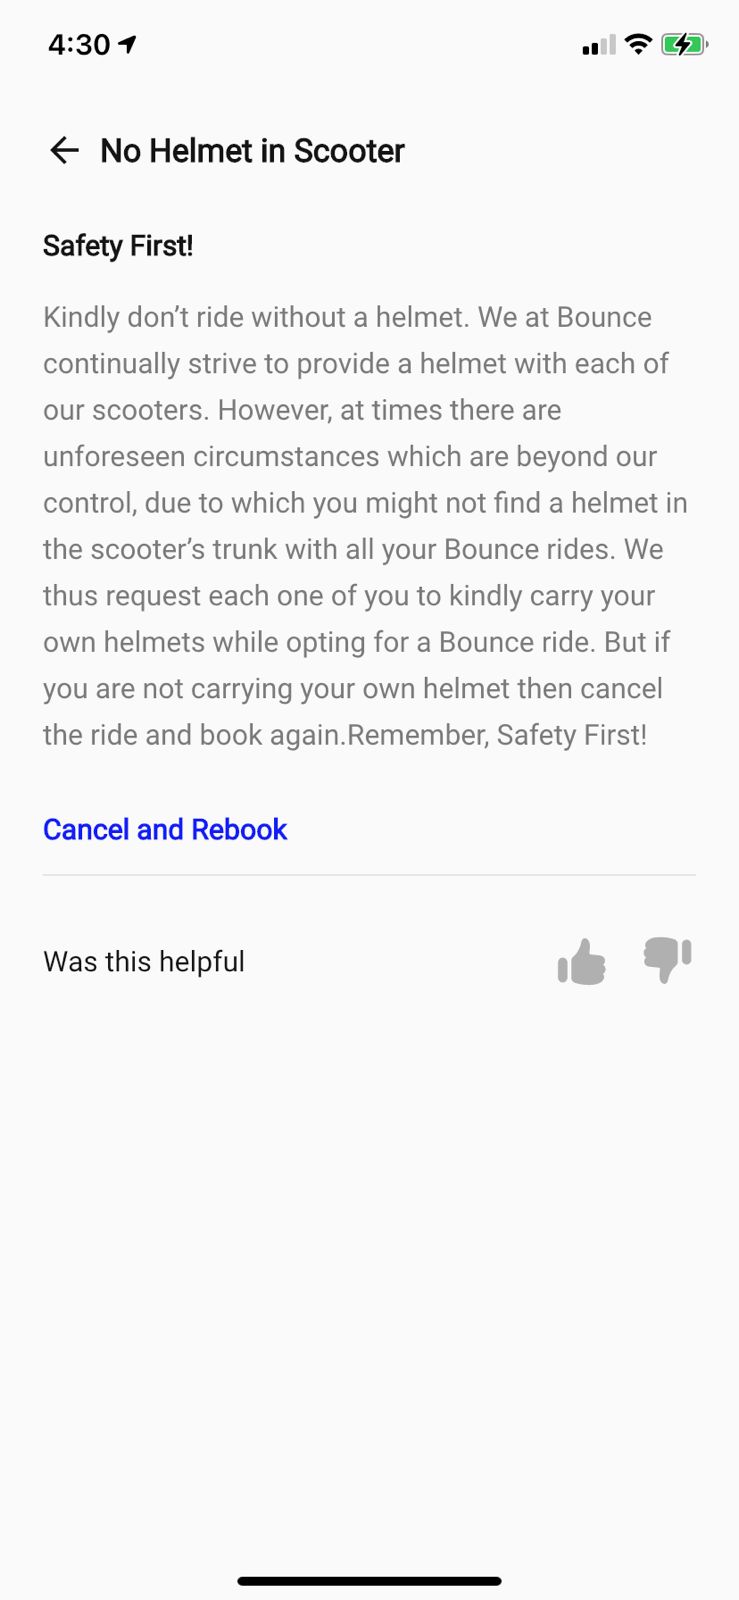 4:30
No Helmet in Scooter
Safety First!
Kindly don’t ride without a helmet. We at Bounce
continually strive to provide a helmet with each of
our scooters. However, at times there are
unforeseen circumstances which are beyond our
control, due to which you might not find a helmet in
the scooter’s trunk with all your Bounce rides. We
thus request each one of you to kindly carry your
own helmets while opting for a Bounce ride. But if
you are not carrying your own helmet then cancel
the ride and book again.Remember, Safety First!
Cancel and Rebook
Was this helpful